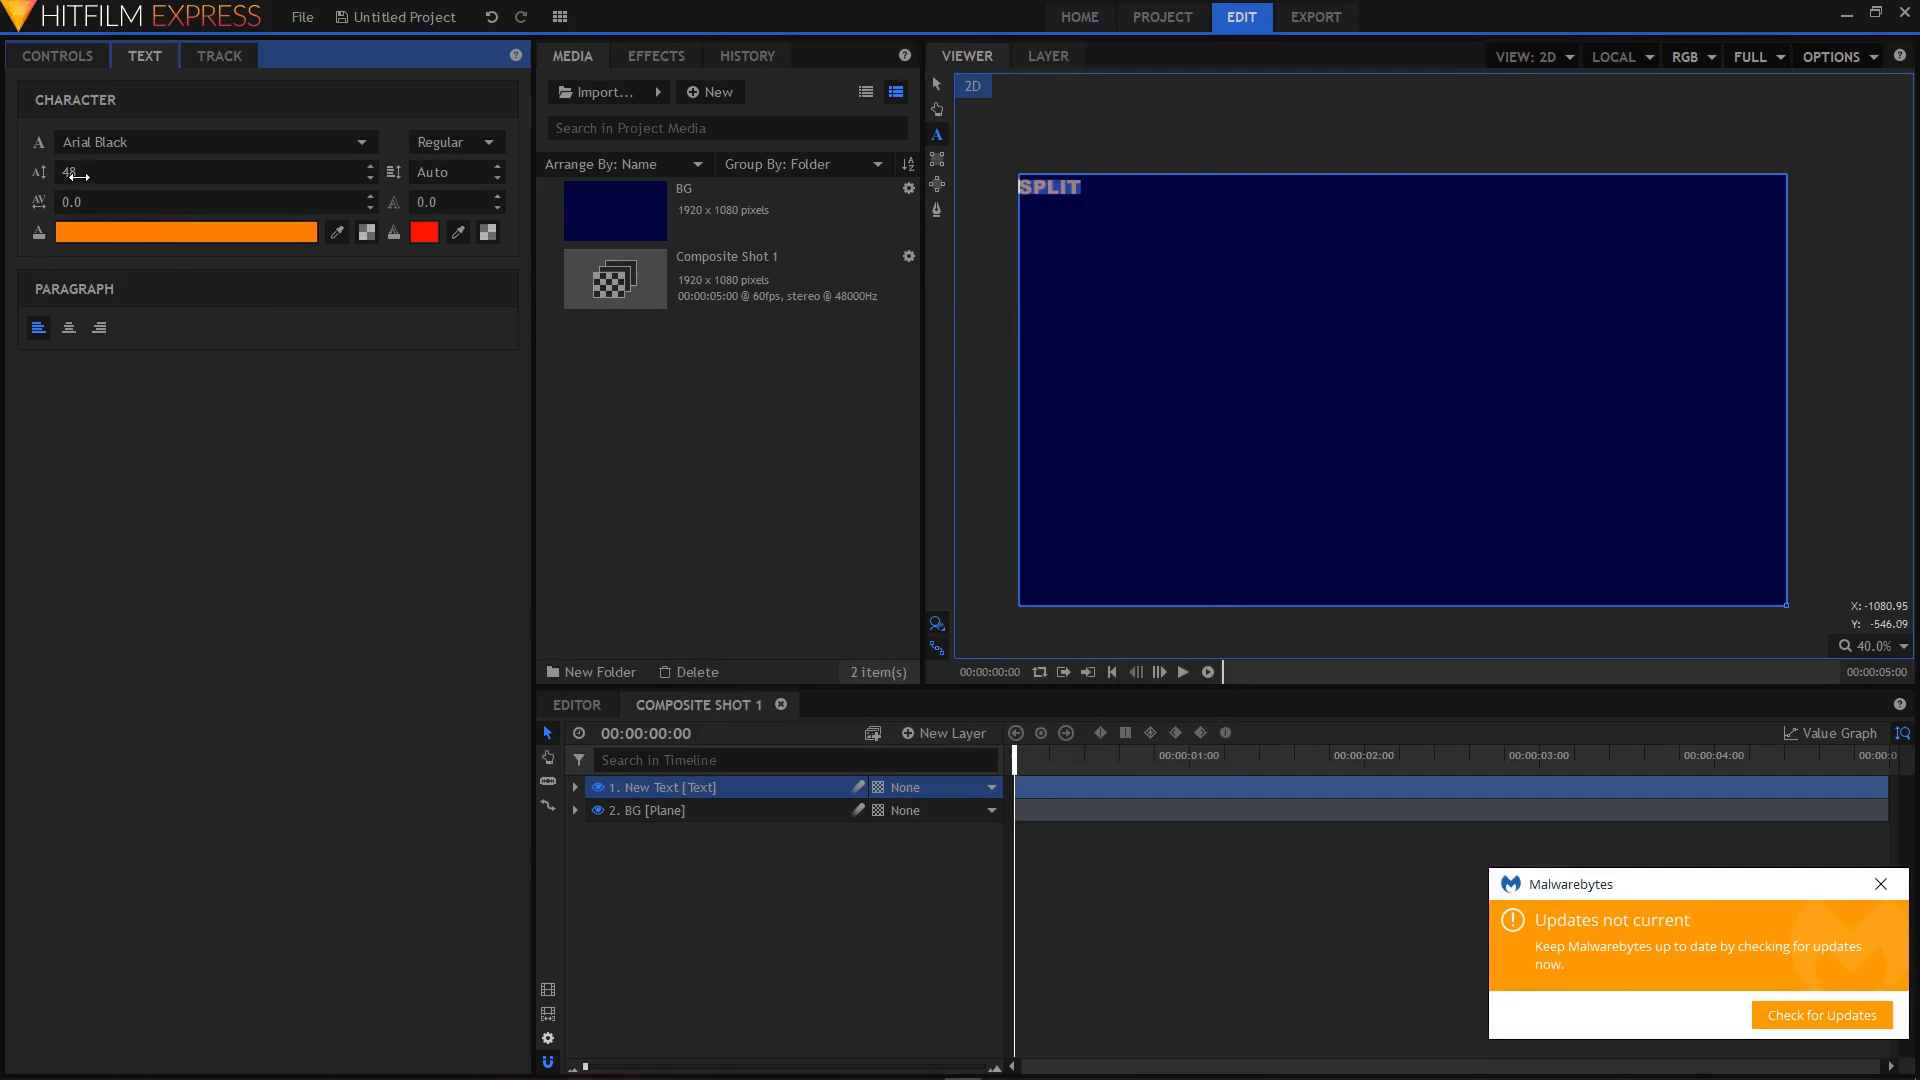 HITFILM EXPRESS
File
Untitled Project
HOME
PROJECT
EDIT
EXPORT
CONTROLS
TEXT
TRACK
MEDIA
EFFECTS
HISTORY
VIEWER
LAYER
VIEW: 2D
LOCAL
RGB
FULL
OPTIONS
CHARACTER
Arial Black
Regular
48
Auto
0.0
0.0
PARAGRAPH
Import...
New
Search in Project Media
Arrange By: Name
Group By: Folder
BG
1920 x 1080 pixels
Composite Shot 1
1920 x 1080 pixels
00:00:05:00 @ 60fps, stereo @ 48000Hz
New Folder
Delete
2 item(s)
2D
SPLIT
X: -1080.95
Y: -546.09
40.0%
00:00:00:00
00:00:05:00
EDITOR
COMPOSITE SHOT 1
00:00:00:00
New Layer
Value Graph
Search in Timeline
00:00:01:00
00:00:02:00
00:00:03:00
00:00:04:00
00:00:0
1. New Text [Text]
None
2. BG [Plane]
None
Malwarebytes
Updates not current
Keep Malwarebytes up to date by checking for updates
now.
Check for Updates